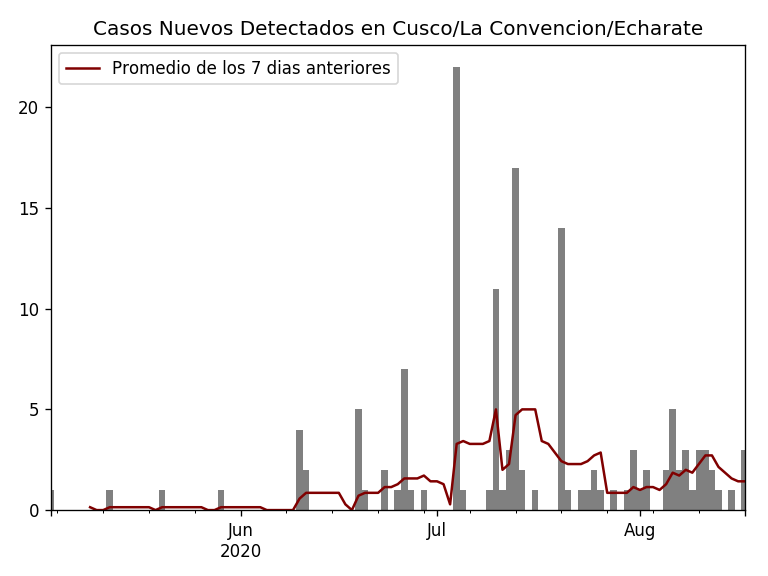 Casos Nuevos Detectados en Cusco/La Convencion/Echarate
Promedio de los 7 dias anteriores
20
15
10
5
0
Jun
2020
Jul
Aug